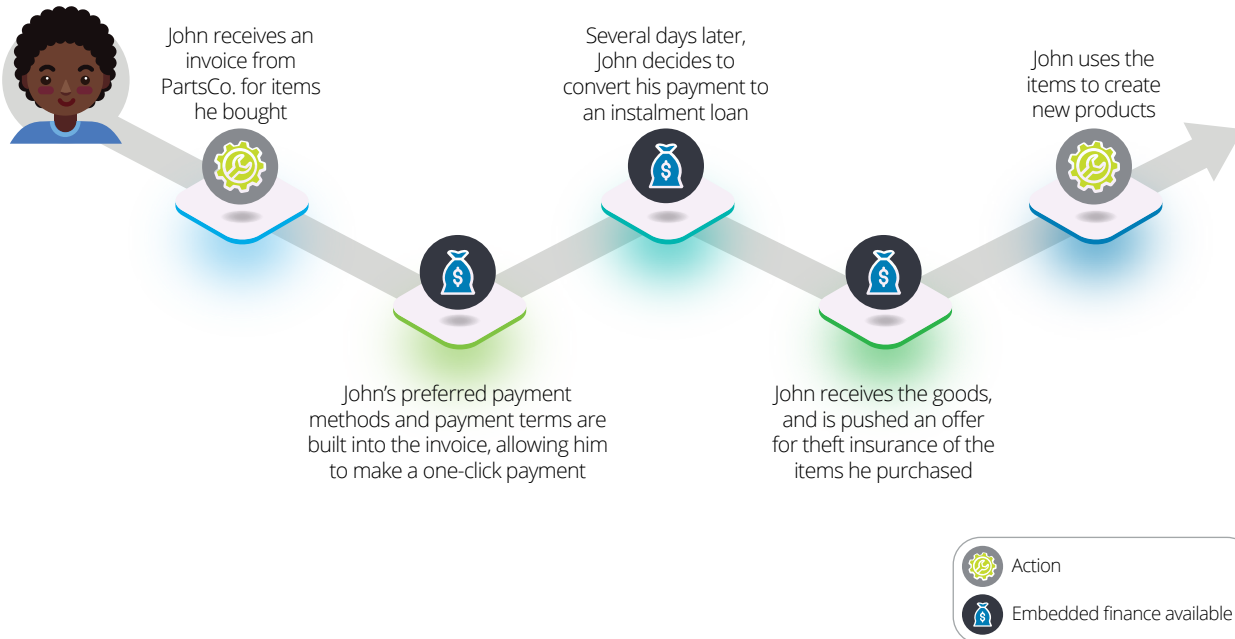 John receives an
invoice from
PartsCo. for items
he bought
John's preferred payment
methods and payment terms are
built into the invoice, allowing him
to make a one-click payment
Several days later,
John decides to
convert his payment to
an instalment loan
John receives the goods,
and is pushed an offer
for theft insurance of the
items he purchased
John uses the
items to create
new products
Action
Embedded finance available